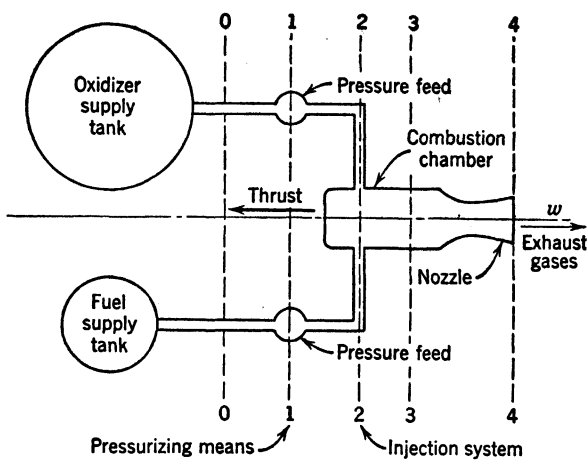 0 1 2 3 4
Oxidizer
supply
tank
Pressure feed
Combustion
chamber
Thrust
w
Exhaust
gases
Nozzle
Fuel
supply
tank
Pressure feed
0 1 2 3 4
Pressurizing means
Injection system